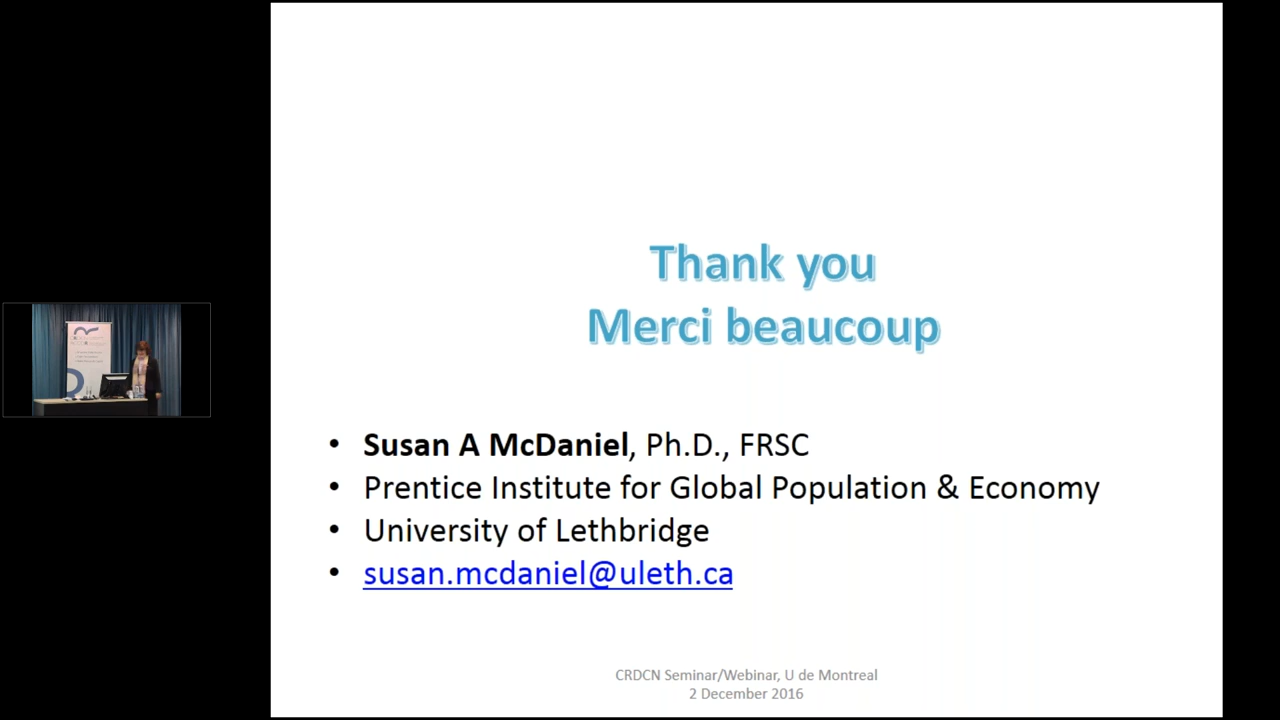 Thank you
Merci beaucoup
• Susan A McDaniel, Ph.D., FRSC
• Prentice Institute for Global Population & Economy
• University of Lethbridge
• susan.mcdaniel@uleth.ca
CRDCN Seminar/Webinar, U de Montreal
2 December 2016